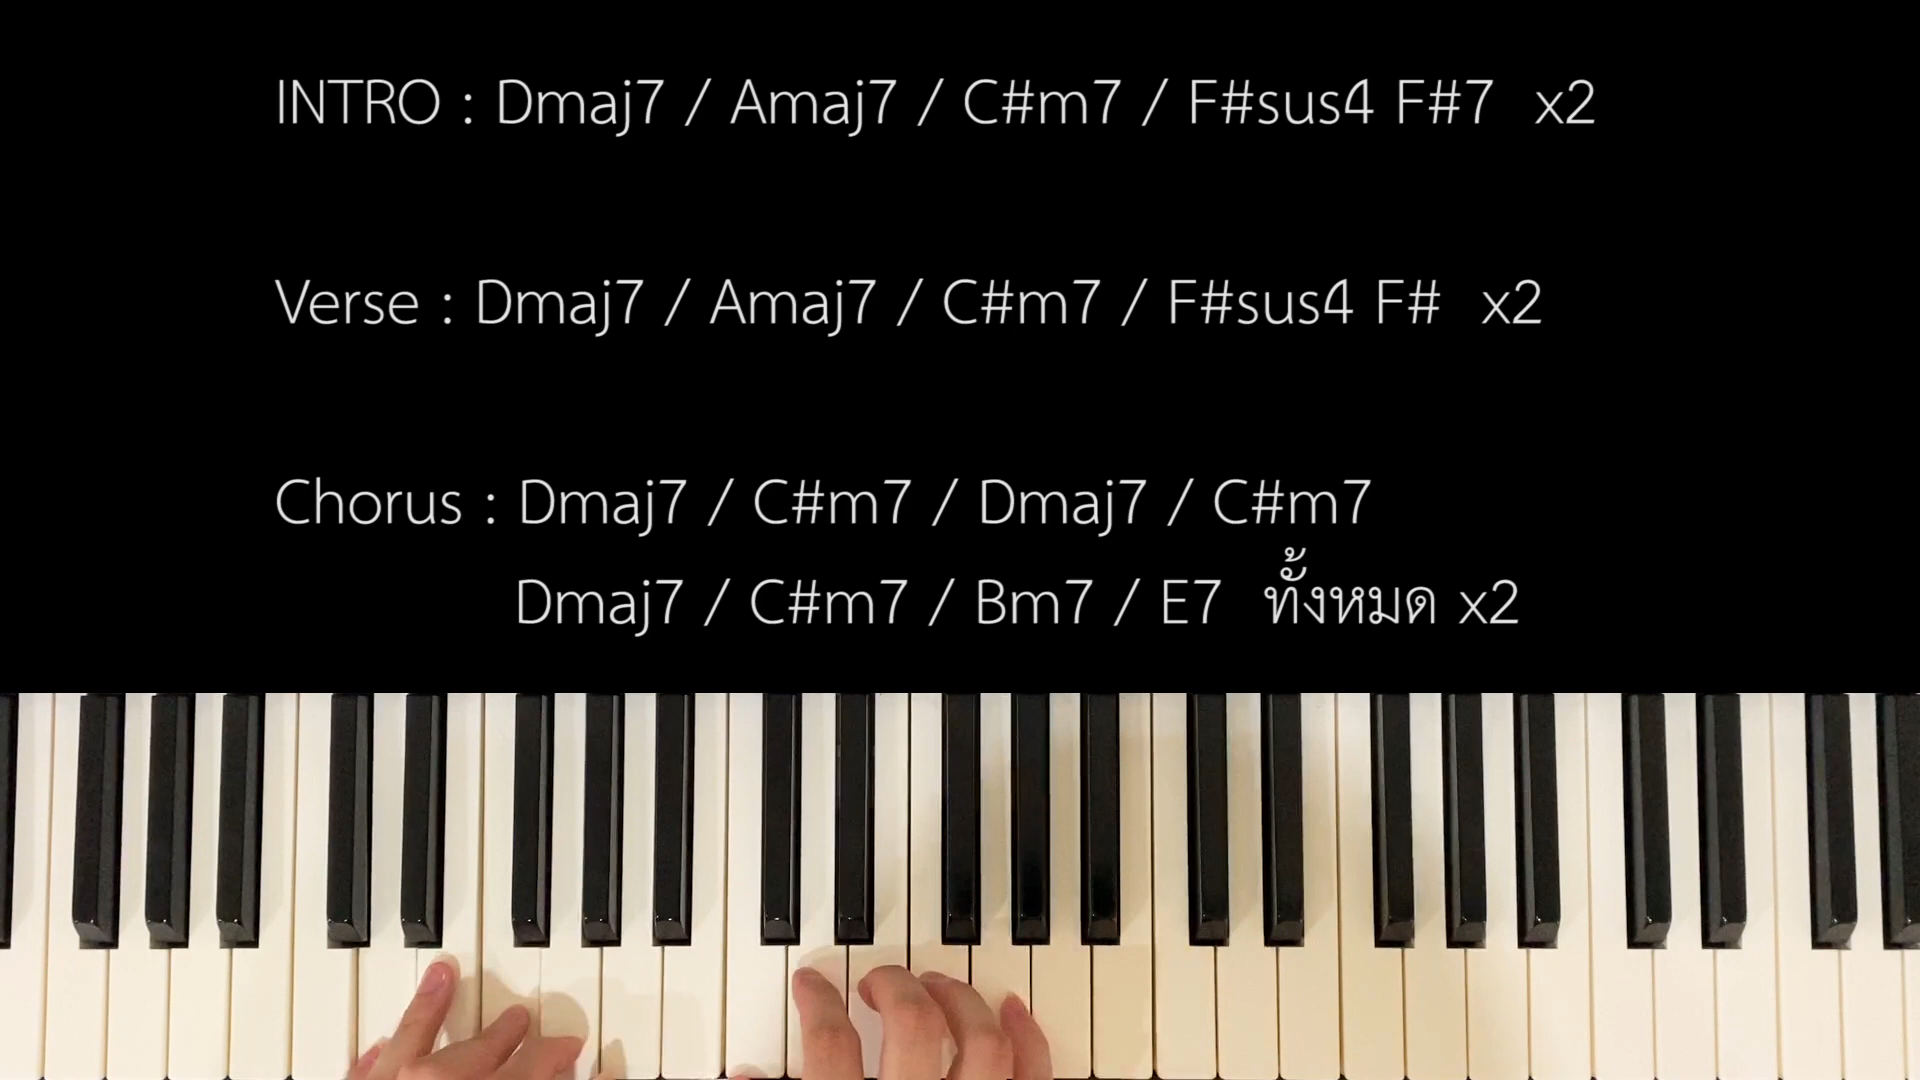 INTRO : Dmaj7 / Amaj7 / C#m7 / F#sus4 F#7 x2
Verse : Dmaj7 / Amaj7 / C#m7 / F#sus4 F# x2
Chorus : Dmaj7 / C#m7 / Dmaj7 / C#m7
Dmaj7 / C#m7 / Bm7 / E7 ทั้งหมด x2